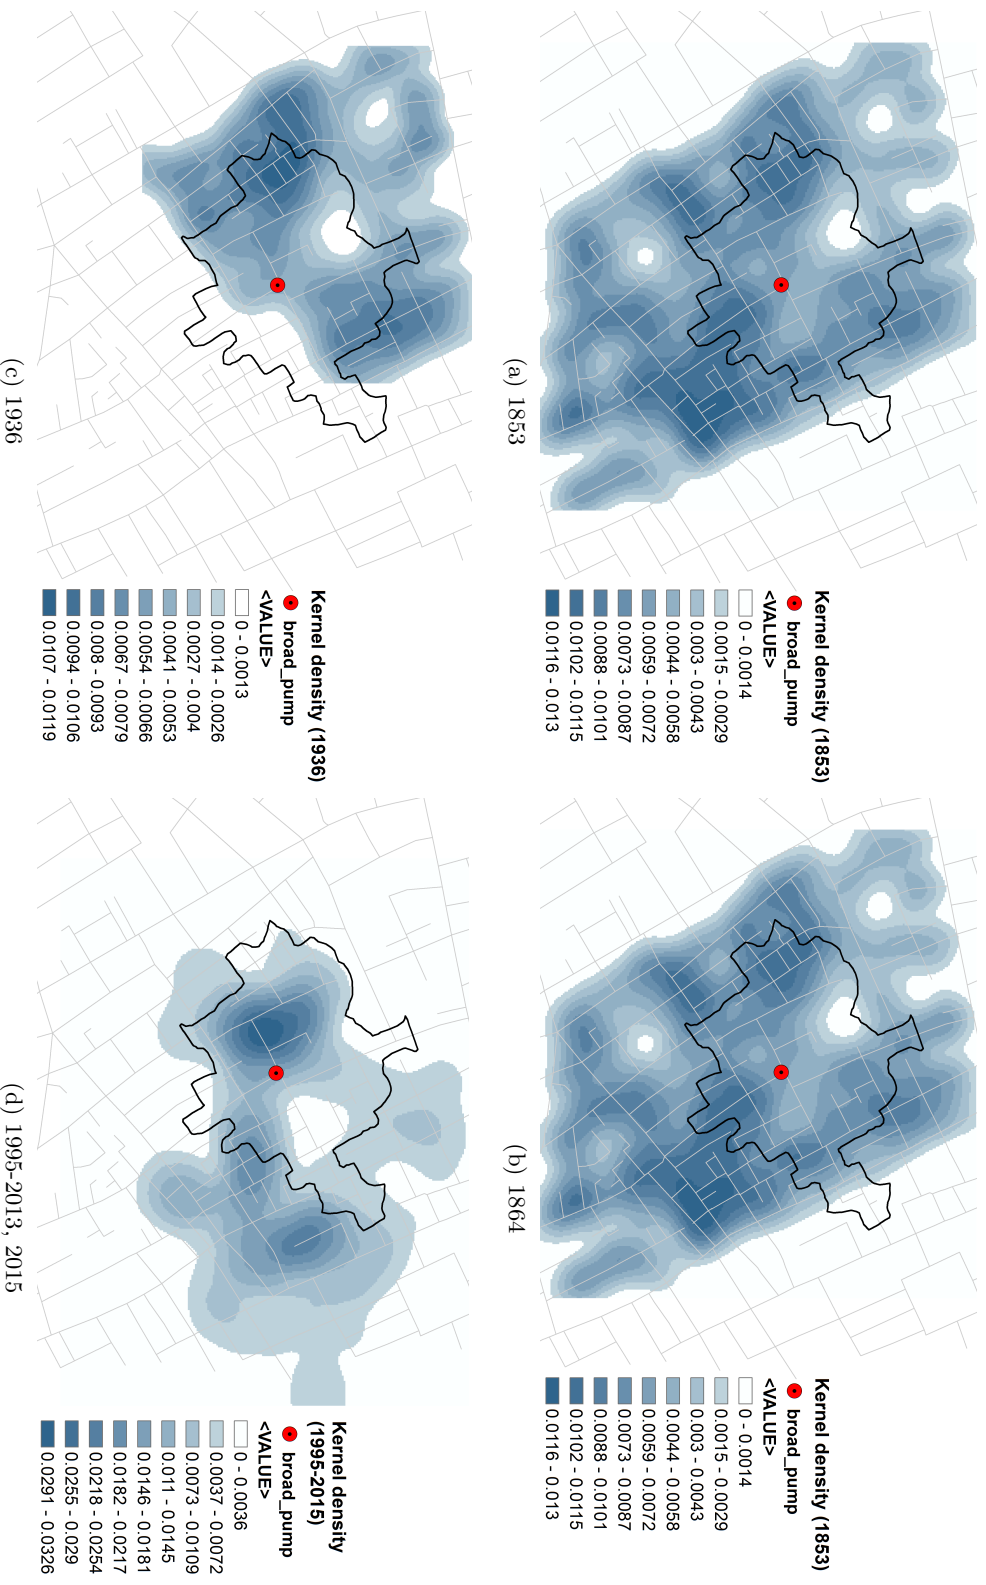 Kernel density (1853)
broad_pump
<VALUE>
0 - 0.0014
0.0015 - 0.0029
0.003 - 0.0043
0.0044 - 0.0058
0.0059 - 0.0072
0.0073 - 0.0087
0.0088 - 0.0101
0.0102 - 0.0115
0.0116 - 0.013
(a) 1853
Kernel density (1853)
broad_pump
<VALUE>
0 - 0.0014
0.0015 - 0.0029
0.003 - 0.0043
0.0044 - 0.0058
0.0059 - 0.0072
0.0073 - 0.0087
0.0088 - 0.0101
0.0102 - 0.0115
0.0116 - 0.013
(b) 1864
Kernel density (1936)
broad_pump
<VALUE>
0 - 0.0013
0.0014 - 0.0026
0.0027 - 0.004
0.0041 - 0.0053
0.0054 - 0.0066
0.0067 - 0.0079
0.008 - 0.0093
0.0094 - 0.0106
0.0107 - 0.0119
(c) 1936
Kernel density
(1995-2015)
broad_pump
<VALUE>
0 - 0.0036
0.0037 - 0.0072
0.0073 - 0.0109
0.011 - 0.0145
0.0146 - 0.0181
0.0182 - 0.0217
0.0218 - 0.0254
0.0255 - 0.029
0.0291 - 0.0326
(d) 1995-2013, 2015